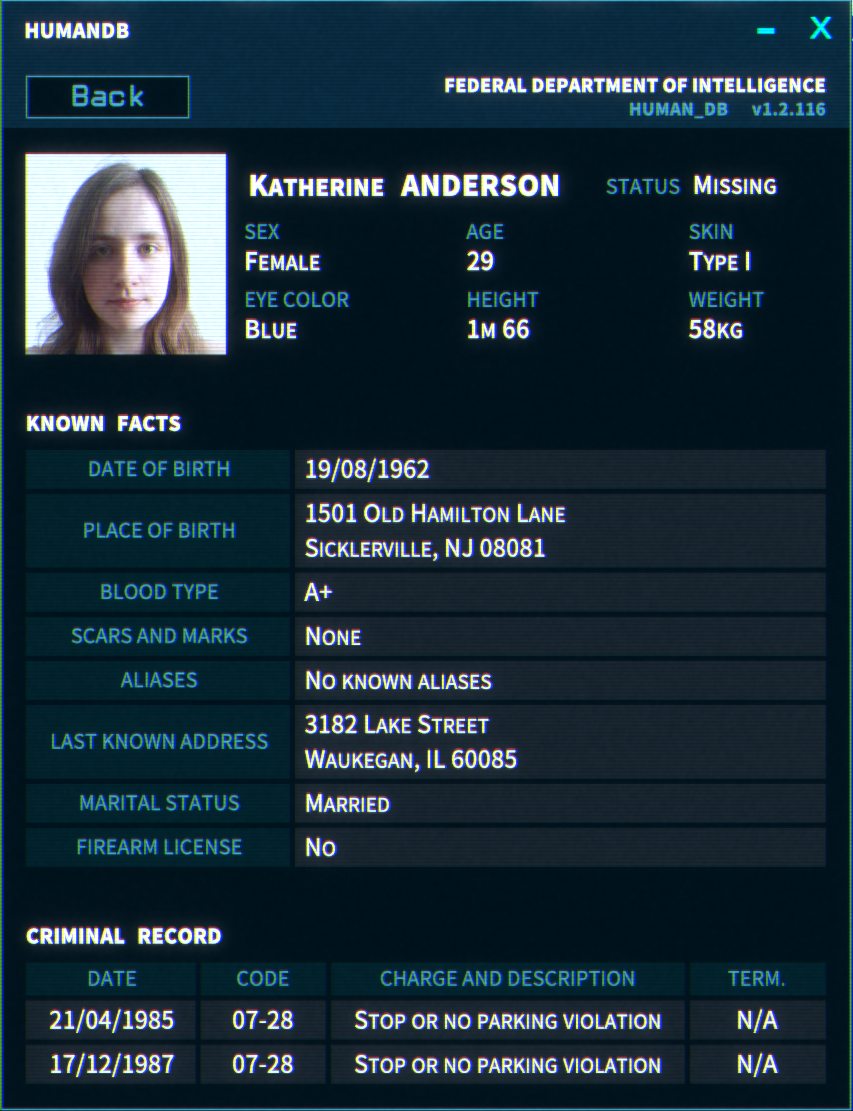 HUMANDB
– X
Back
FEDERAL DEPARTMENT OF INTELLIGENCE
HUMAN_DB v1.2.116
Katherine ANDERSON STATUS Missing
SEX AGE SKIN
Female 29 Type I
EYE COLOR HEIGHT WEIGHT
Blue 1m 66 58kg
KNOWN FACTS
DATE OF BIRTH 19/08/1962
PLACE OF BIRTH 1501 Old Hamilton Lane
Sicklerville, NJ 08081
BLOOD TYPE A+
SCARS AND MARKS None
ALIASES No known aliases
LAST KNOWN ADDRESS 3182 Lake Street
Waukegan, IL 60085
MARITAL STATUS Married
FIREARM LICENSE No
CRIMINAL RECORD
DATE CODE CHARGE AND DESCRIPTION TERM.
21/04/1985 07-28 Stop or no parking violation N/A
17/12/1987 07-28 Stop or no parking violation N/A